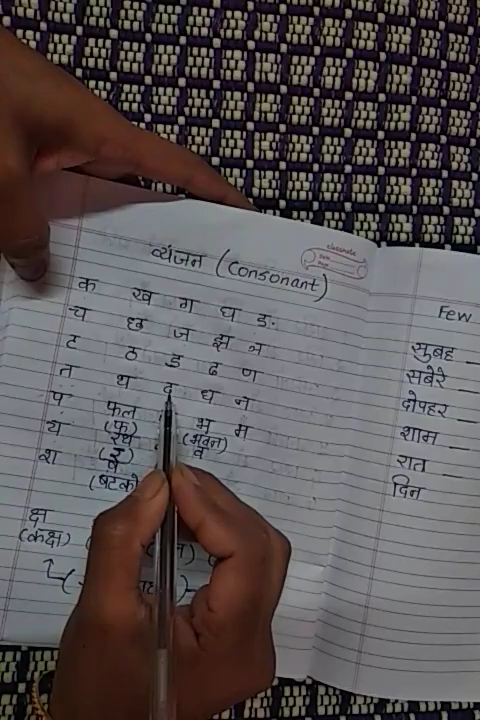 classmate
व्यंजन (Consonant)
क ख ग घ ङ
च छ ज झ ञ
ट ठ ड ढ ण
त थ द ध न
प फल भ म
(फ) (भवन)
य रथ व
(र)
श ष
(षटको
क्ष
(कक्ष)
Few
सुबह
सबेरे
दोपहर
शाम
रात
दिन